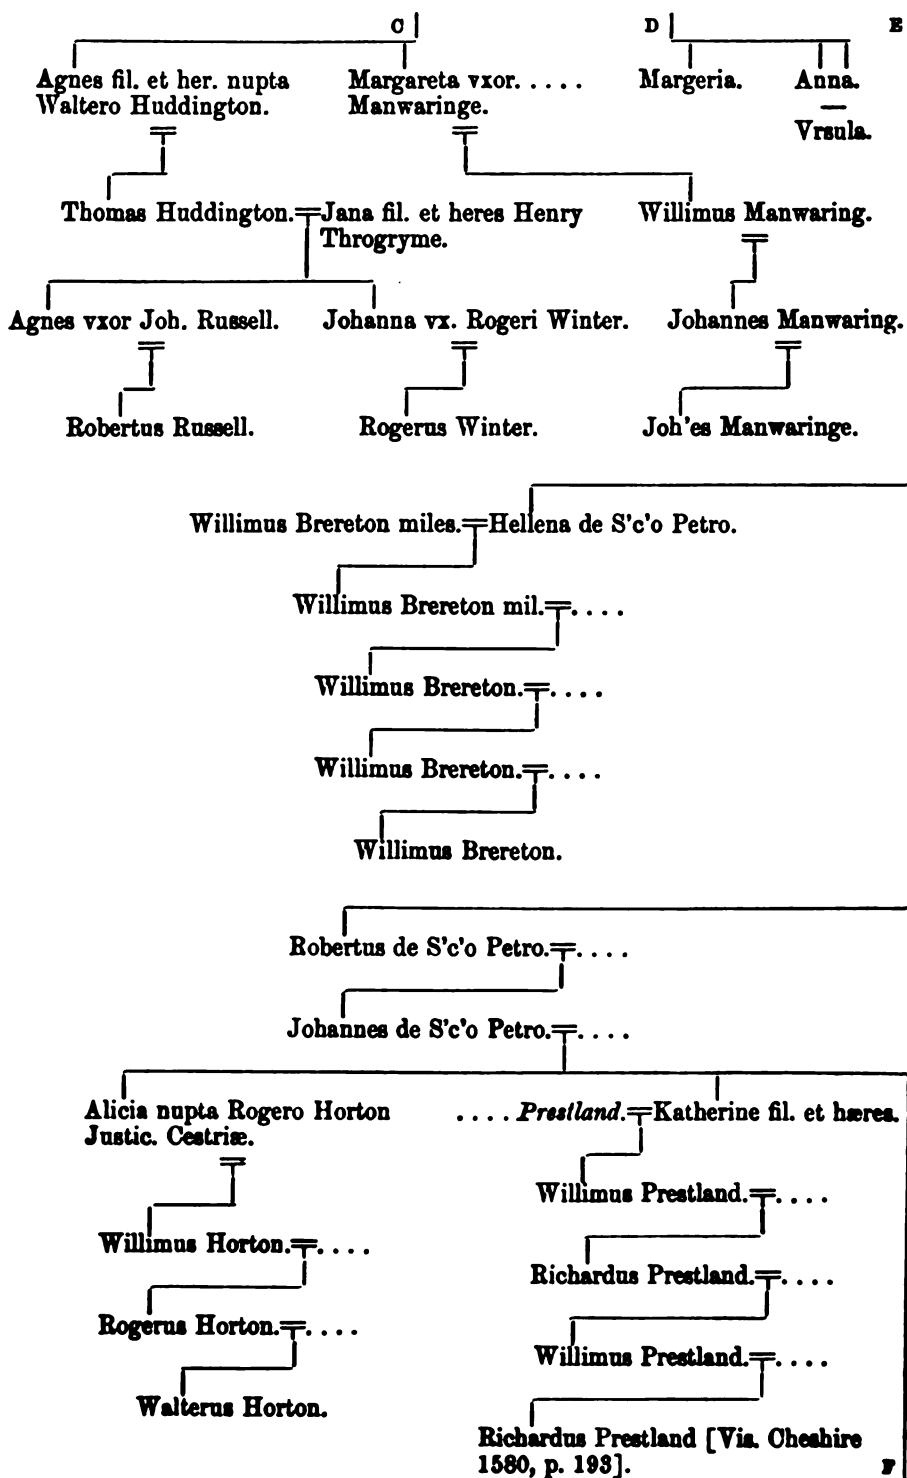 C D E
Agnes fil. et her. nupta Margareta vxor. . . . . Margeria. Anna.
Waltero Huddington. Manwaringe. —
Vrsula.
Thomas Huddington.=Jana fil. et heres Henry Willimus Manwaring.
Throgryme.
Agnes vxor Joh. Russell. Johanna vx. Rogeri Winter. Johannes Manwaring.
Robertus Russell. Rogerus Winter. Joh'es Manwaringe.
Willimus Brereton miles.=Hellena de S'c'o Petro.
Willimus Brereton mil.=. . . .
Willimus Brereton.=. . . .
Willimus Brereton.=. . . .
Willimus Brereton.
Robertus de S'c'o Petro.=. . . .
Johannes de S'c'o Petro.=. . . .
Alicia nupta Rogero Horton . . . . Prestland.=Katherine fil. et hæres.
Justic. Cestriæ.
Willimus Prestland.=. . . .
Willimus Horton.=. . . .
Richardus Prestland.=. . . .
Rogerus Horton.=. . . .
Willimus Prestland.=. . . .
Walterus Horton.
Richardus Prestland [Vis. Cheshire
1580, p. 193]. F